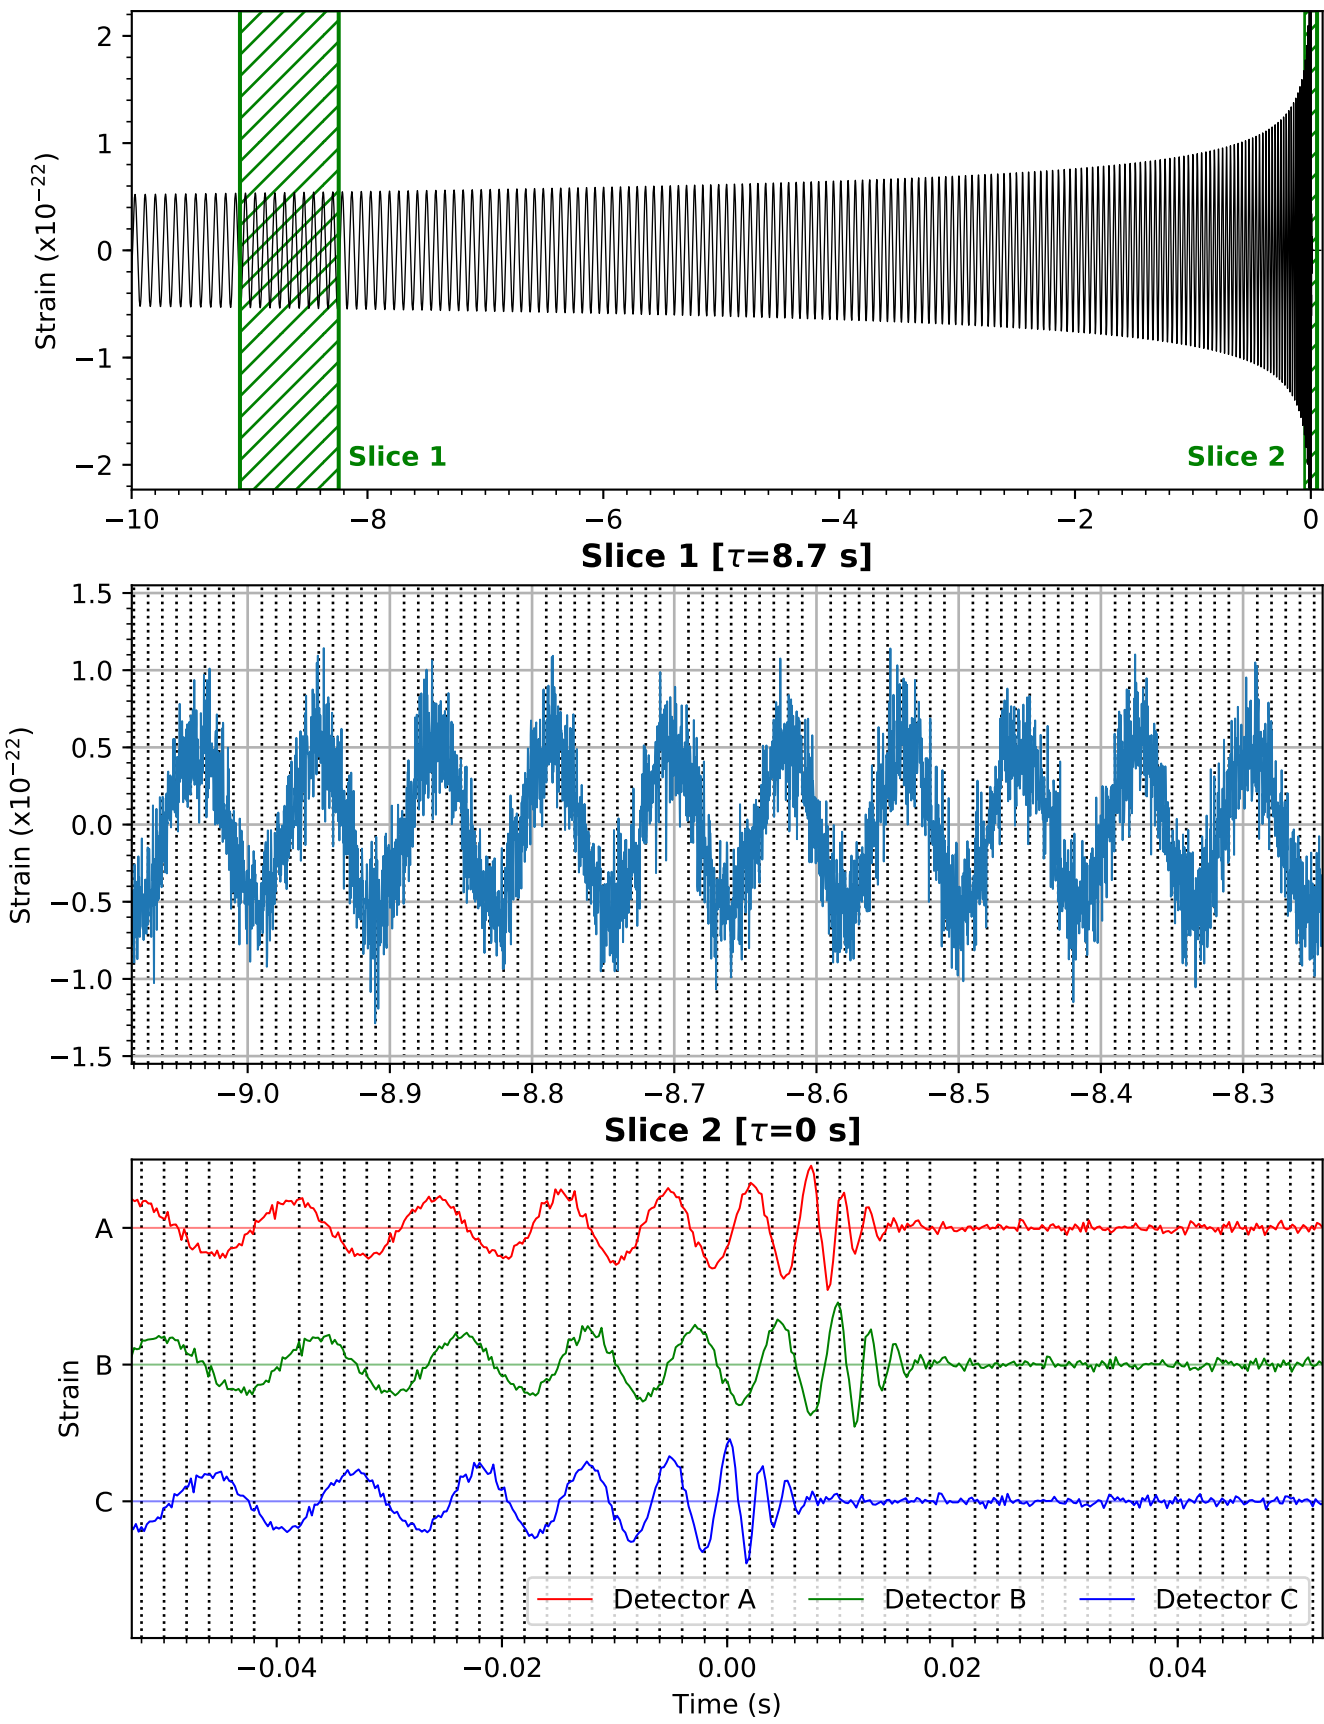 2
1
0
−1
−2
Strain (x10⁻²²)
Slice 1
Slice 2
−10
−8
−6
−4
−2
0
Slice 1 [τ=8.7 s]
1.5
1.0
0.5
0.0
−0.5
−1.0
−1.5
Strain (x10⁻²²)
−9.0
−8.9
−8.8
−8.7
−8.6
−8.5
−8.4
−8.3
Slice 2 [τ=0 s]
A
B
C
Strain
Detector A
Detector B
Detector C
−0.04
−0.02
0.00
0.02
0.04
Time (s)